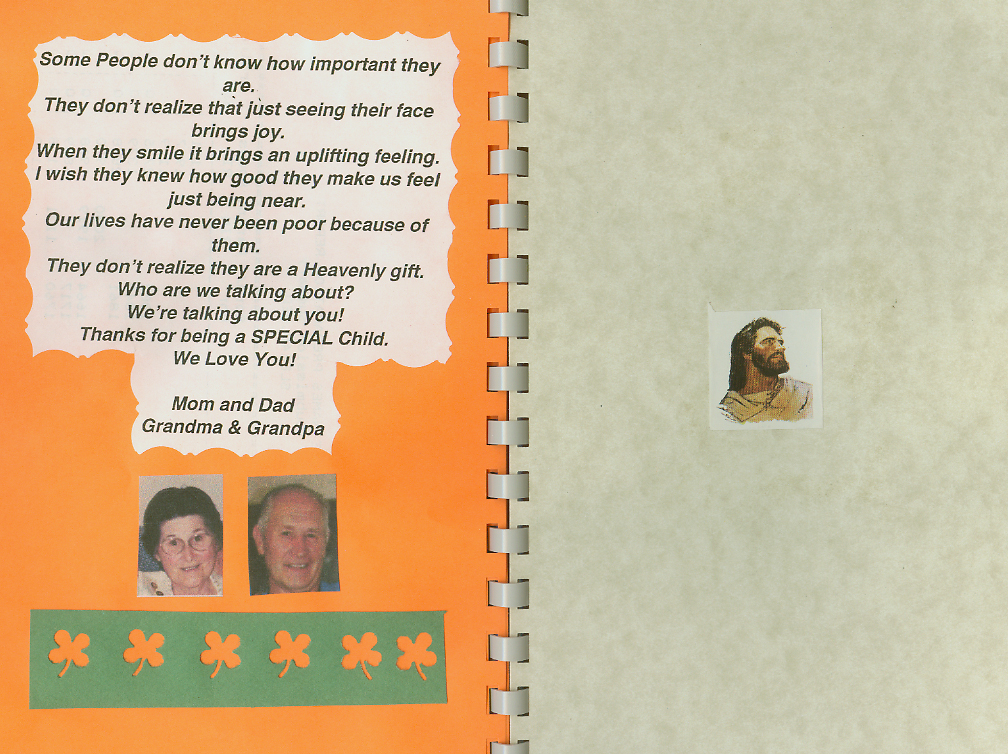 Some People don't know how important they
are.
They don't realize that just seeing their face
brings joy.
When they smile it brings an uplifting feeling.
I wish they knew how good they make us feel
just being near.
Our lives have never been poor because of
them.
They don't realize they are a Heavenly gift.
Who are we talking about?
We're talking about you!
Thanks for being a SPECIAL Child.
We Love You!
Mom and Dad
Grandma & Grandpa